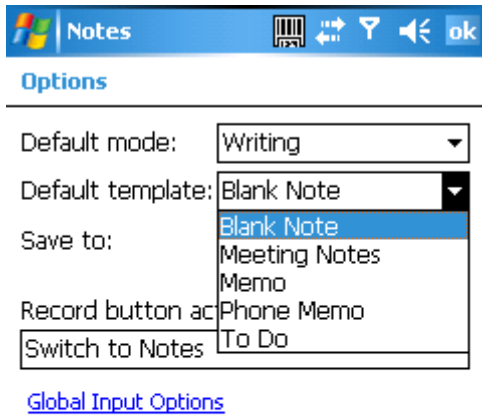 Notes ok
Options
Default mode: Writing
Default template: Blank Note
Blank Note
Save to:
Meeting Notes
Memo
Record button ac Phone Memo
To Do
Switch to Notes
Global Input Options